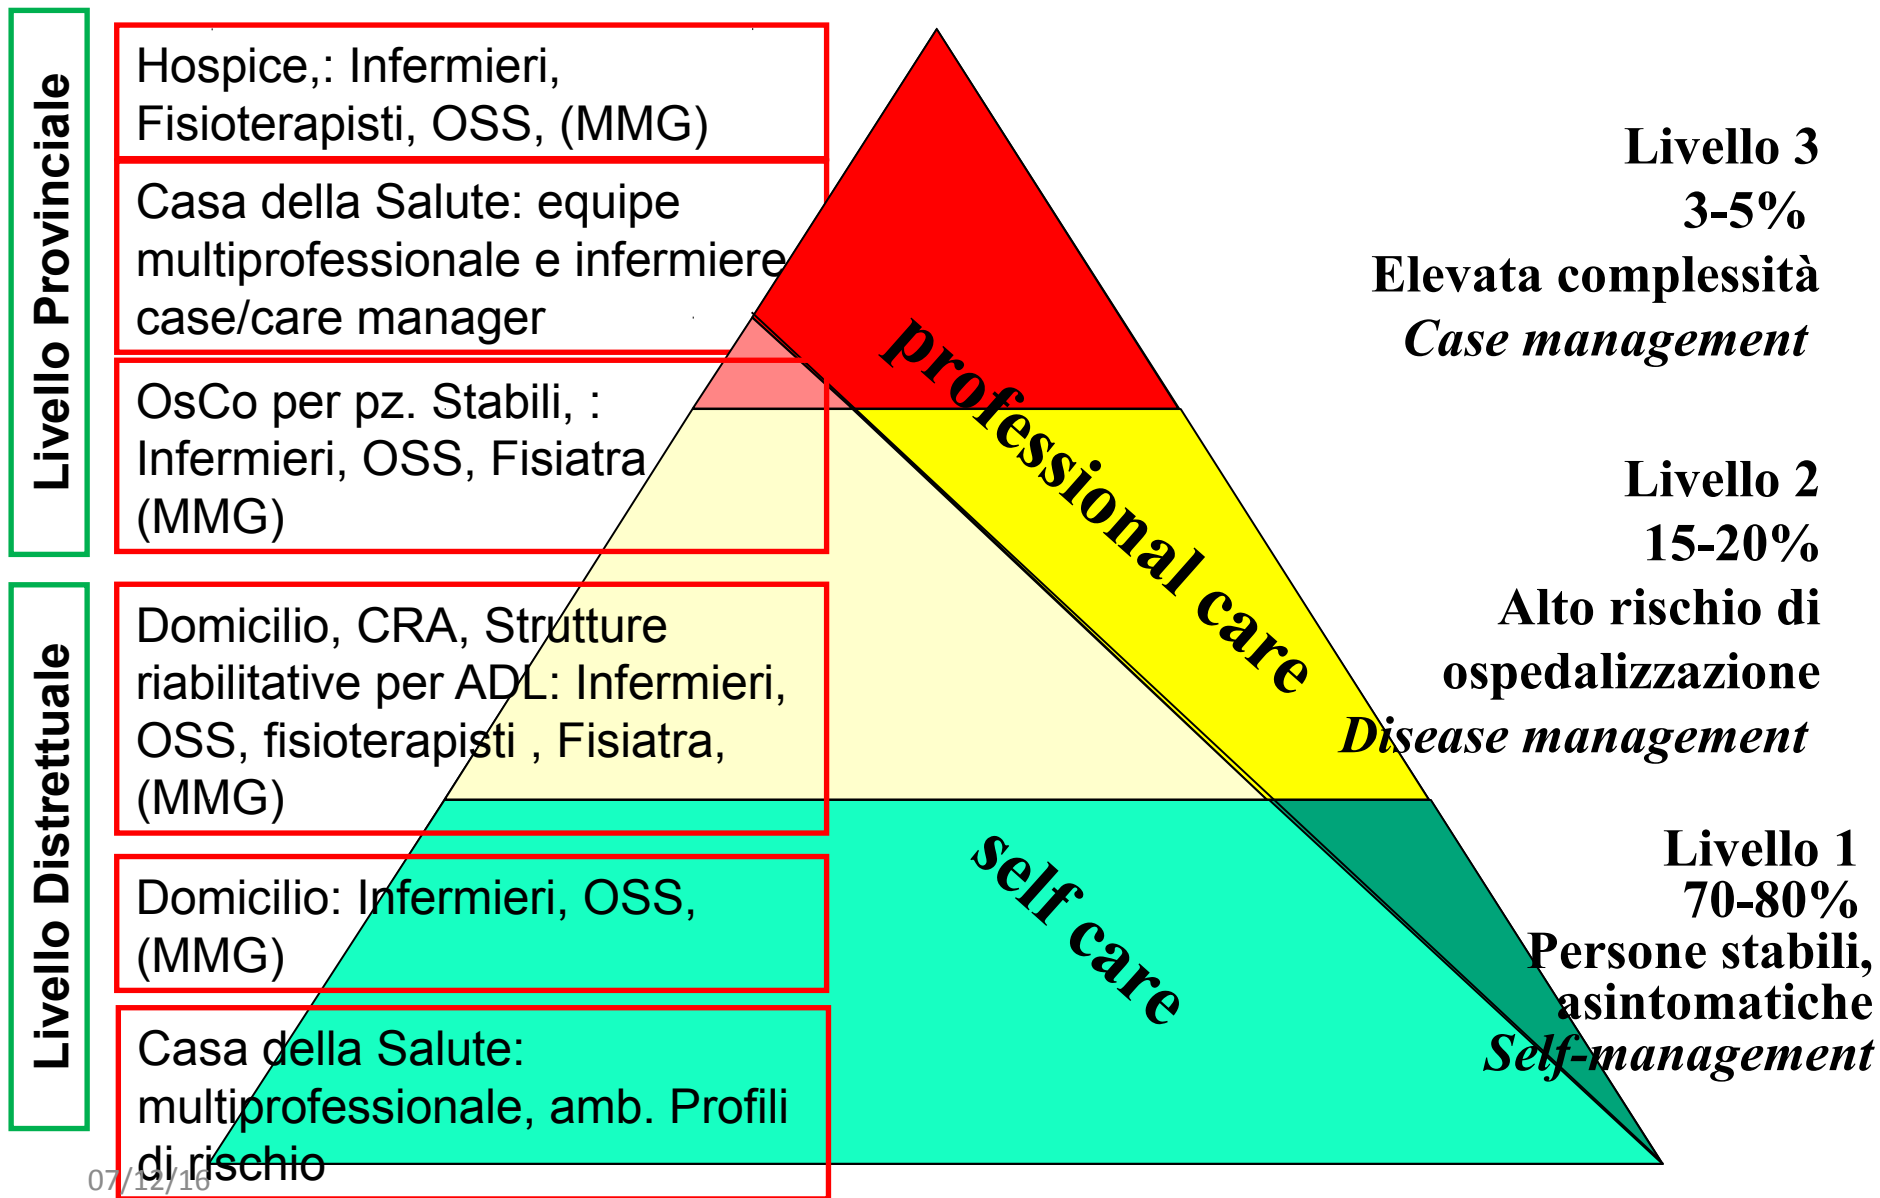 Livello Provinciale
Hospice,: Infermieri,
Fisioterapisti, OSS, (MMG)
Casa della Salute: equipe
multiprofessionale e infermiere
case/care manager
OsCo per pz. Stabili, :
Infermieri, OSS, Fisiatra
(MMG)
Livello Distrettuale
Domicilio, CRA, Strutture
riabilitative per ADL: Infermieri,
OSS, fisioterapisti , Fisiatra,
(MMG)
Domicilio: Infermieri, OSS,
(MMG)
Casa della Salute:
multiprofessionale, amb. Profili
di rischio
professional care
self care
Livello 3
3-5%
Elevata complessità
Case management
Livello 2
15-20%
Alto rischio di
ospedalizzazione
Disease management
Livello 1
70-80%
Persone stabili,
asintomatiche
Self-management
07/12/16